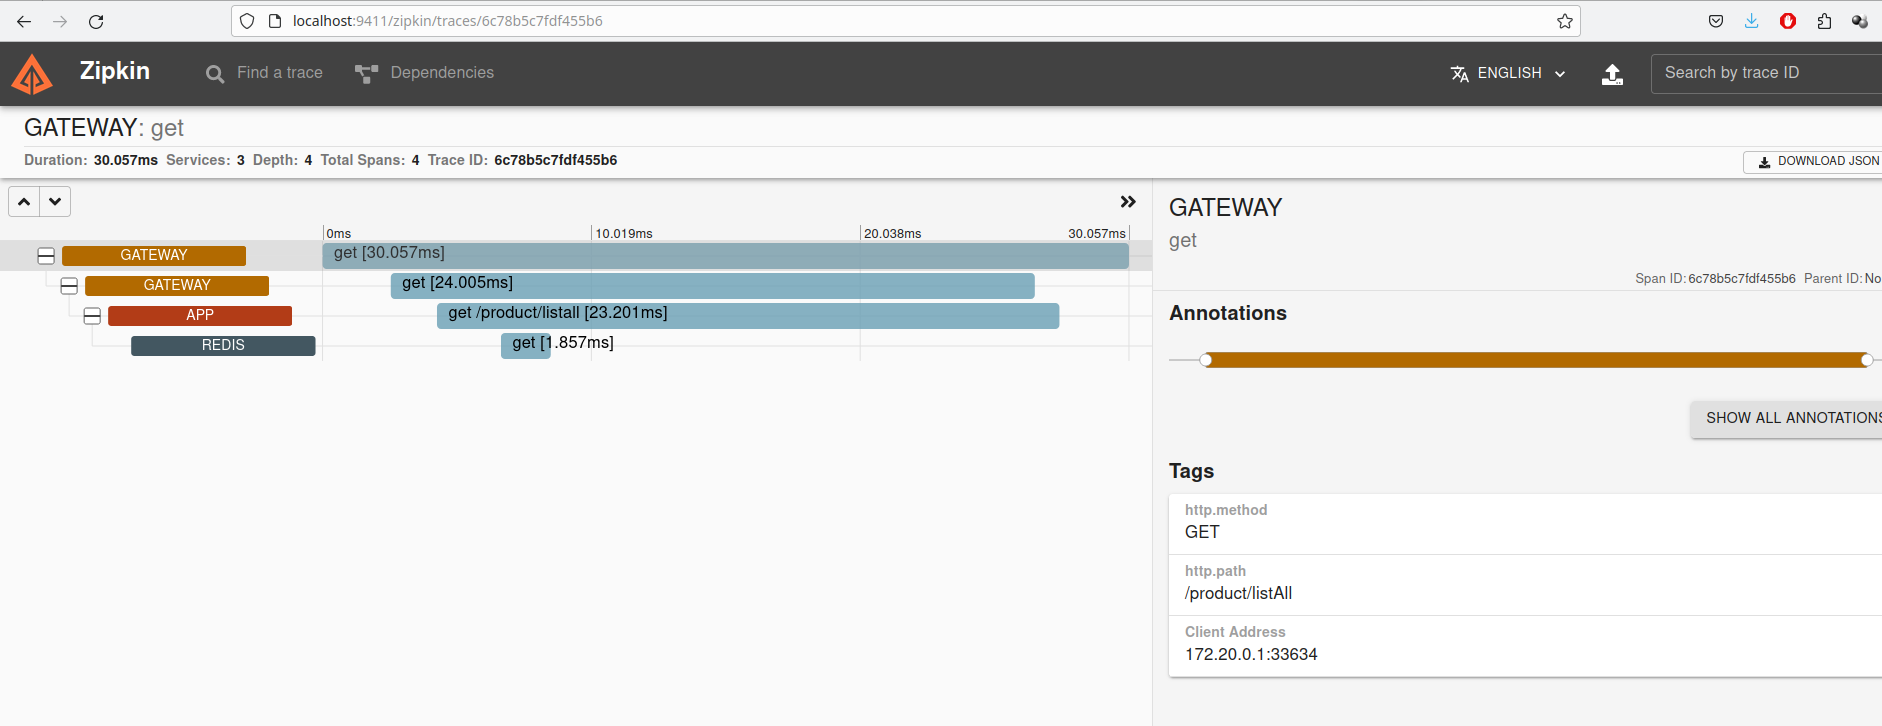 localhost:9411/zipkin/traces/6c78b5c7fdf455b6
Zipkin Find a trace Dependencies ENGLISH Search by trace ID
GATEWAY: get
Duration: 30.057ms Services: 3 Depth: 4 Total Spans: 4 Trace ID: 6c78b5c7fdf455b6
DOWNLOAD JSON
0ms 10.019ms 20.038ms 30.057ms
GATEWAY get [30.057ms]
GATEWAY get [24.005ms]
APP get /product/listall [23.201ms]
REDIS get [1.857ms]
GATEWAY
get
Span ID: 6c78b5c7fdf455b6 Parent ID: No
Annotations
SHOW ALL ANNOTATIONS
Tags
http.method
GET
http.path
/product/listAll
Client Address
172.20.0.1:33634